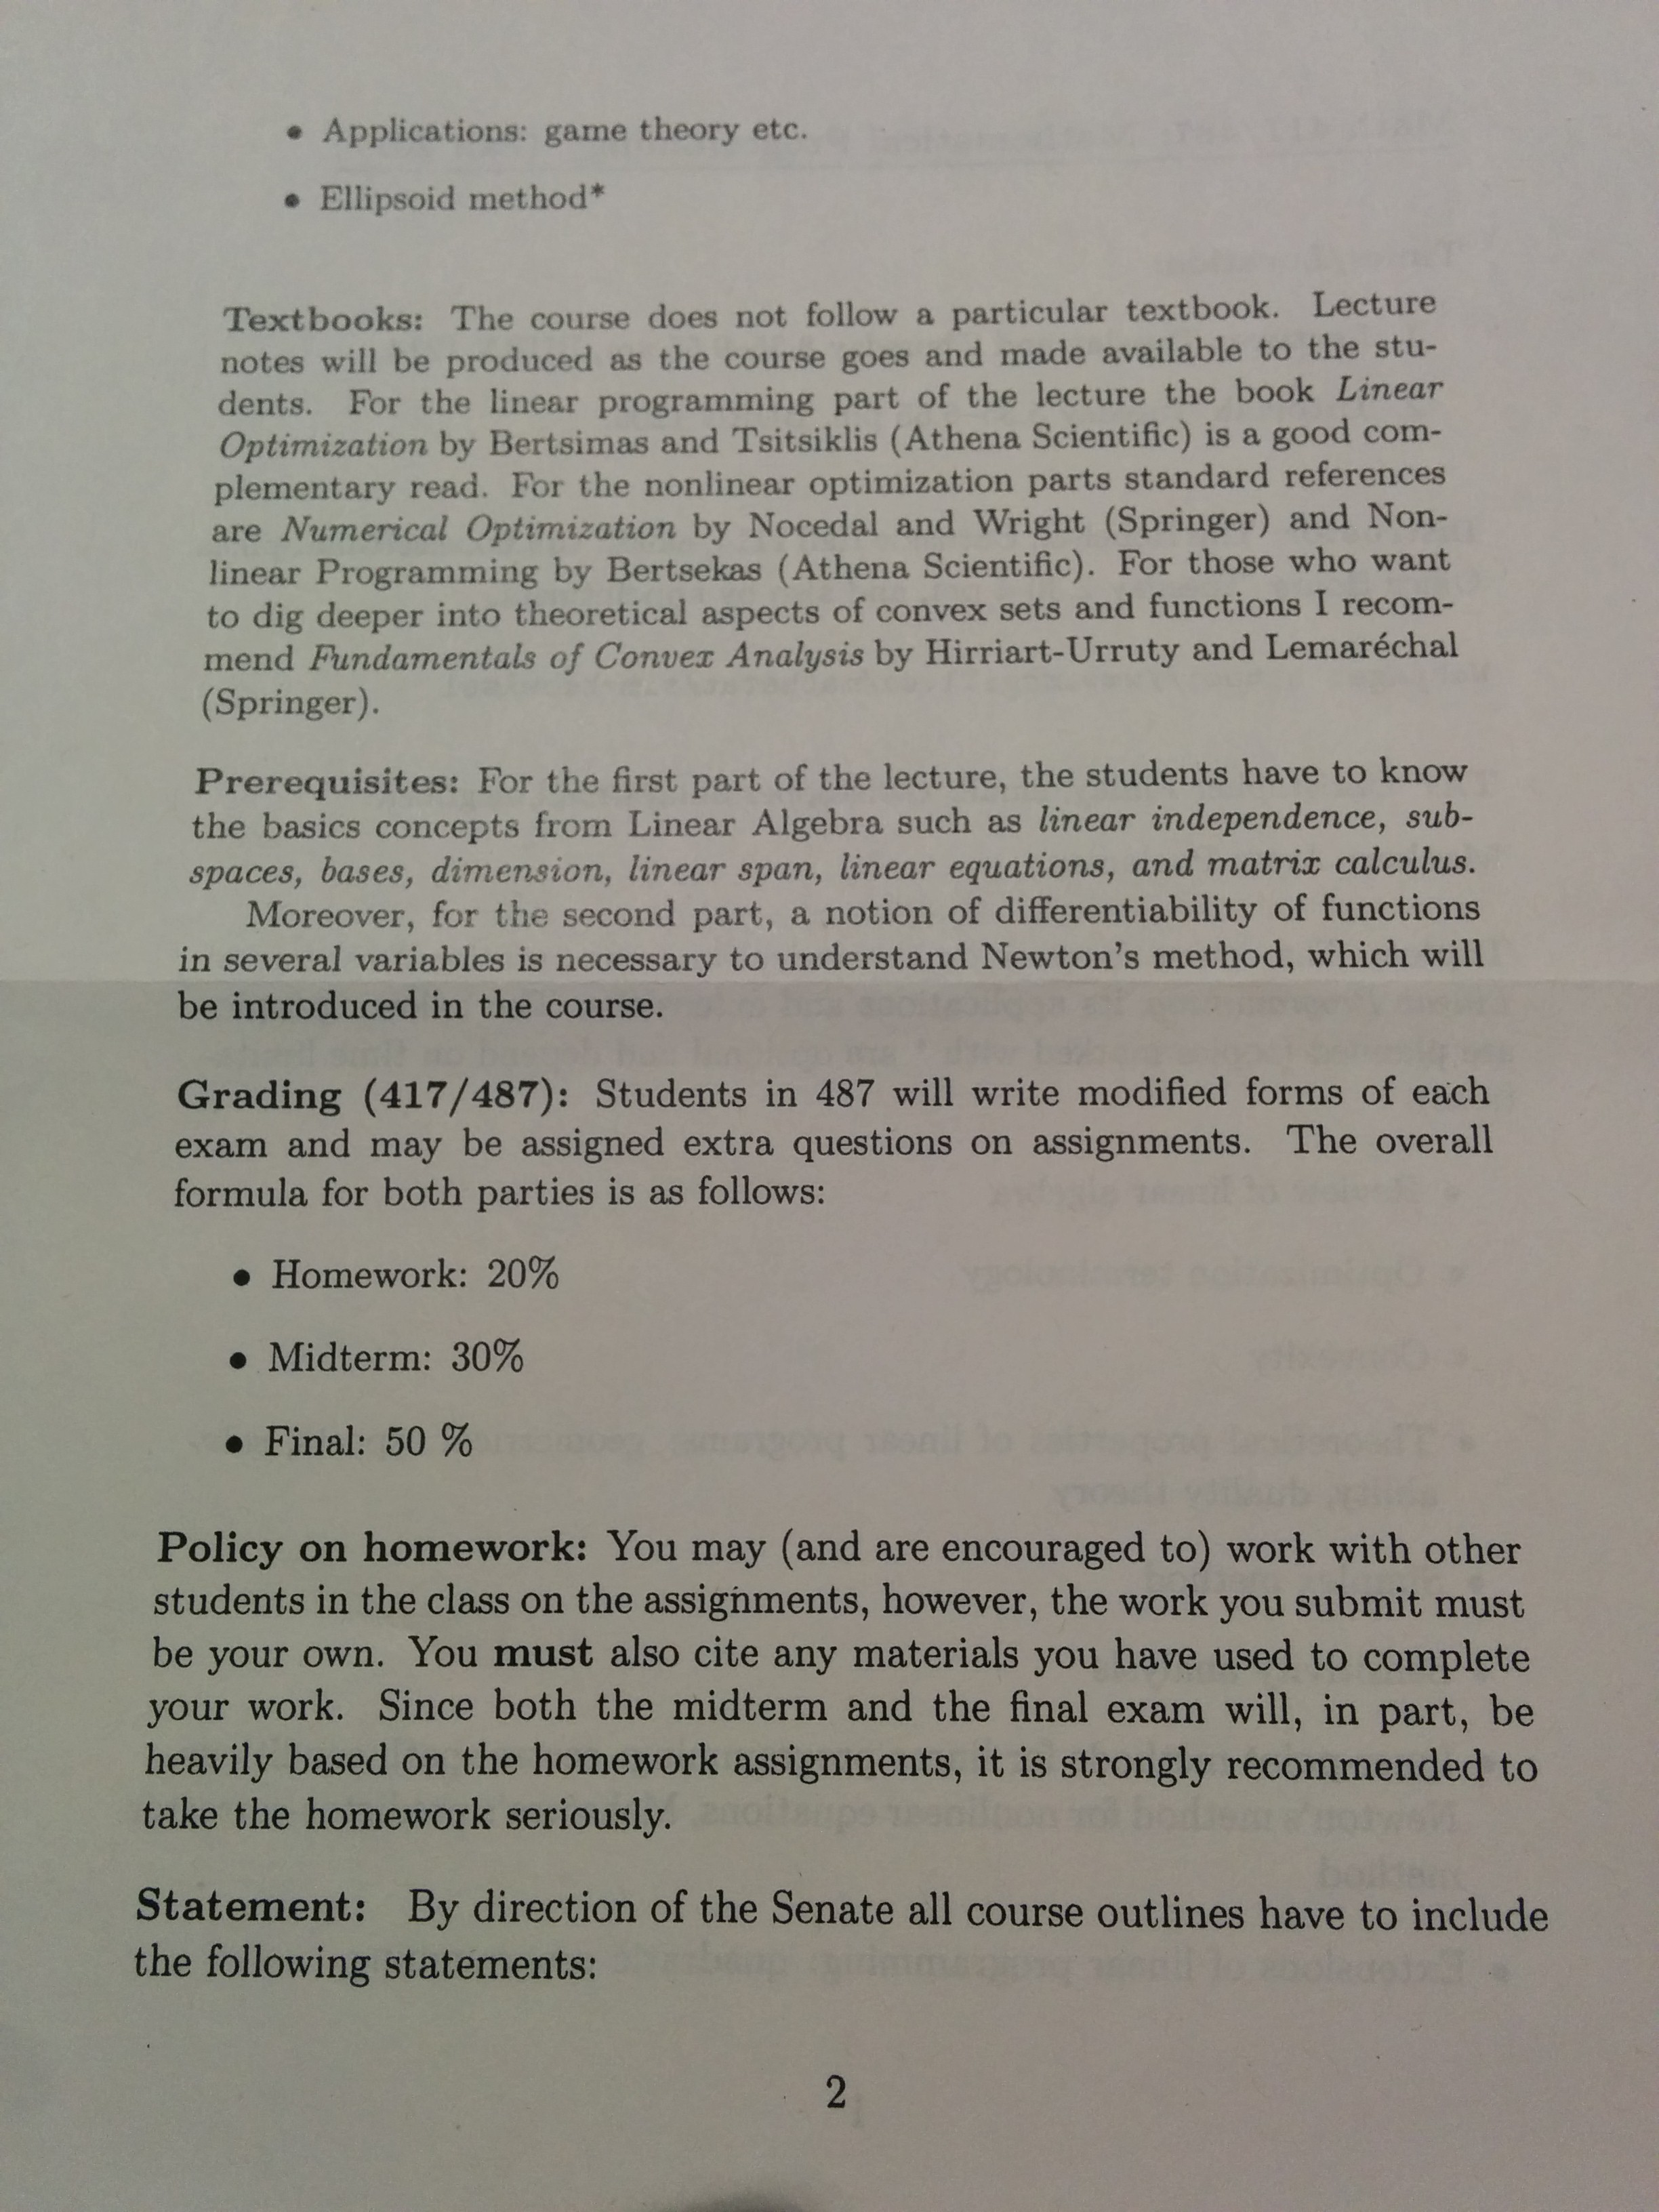 • Applications: game theory etc.
• Ellipsoid method*
Textbooks: The course does not follow a particular textbook. Lecture
notes will be produced as the course goes and made available to the stu-
dents. For the linear programming part of the lecture the book Linear
Optimization by Bertsimas and Tsitsiklis (Athena Scientific) is a good com-
plementary read. For the nonlinear optimization parts standard references
are Numerical Optimization by Nocedal and Wright (Springer) and Non-
linear Programming by Bertsekas (Athena Scientific). For those who want
to dig deeper into theoretical aspects of convex sets and functions I recom-
mend Fundamentals of Convex Analysis by Hirriart-Urruty and Lemaréchal
(Springer).
Prerequisites: For the first part of the lecture, the students have to know
the basics concepts from Linear Algebra such as linear independence, sub-
spaces, bases, dimension, linear span, linear equations, and matrix calculus.
Moreover, for the second part, a notion of differentiability of functions
in several variables is necessary to understand Newton's method, which will
be introduced in the course.
Grading (417/487): Students in 487 will write modified forms of each
exam and may be assigned extra questions on assignments. The overall
formula for both parties is as follows:
• Homework: 20%
• Midterm: 30%
• Final: 50 %
Policy on homework: You may (and are encouraged to) work with other
students in the class on the assignments, however, the work you submit must
be your own. You must also cite any materials you have used to complete
your work. Since both the midterm and the final exam will, in part, be
heavily based on the homework assignments, it is strongly recommended to
take the homework seriously.
Statement: By direction of the Senate all course outlines have to include
the following statements:
2